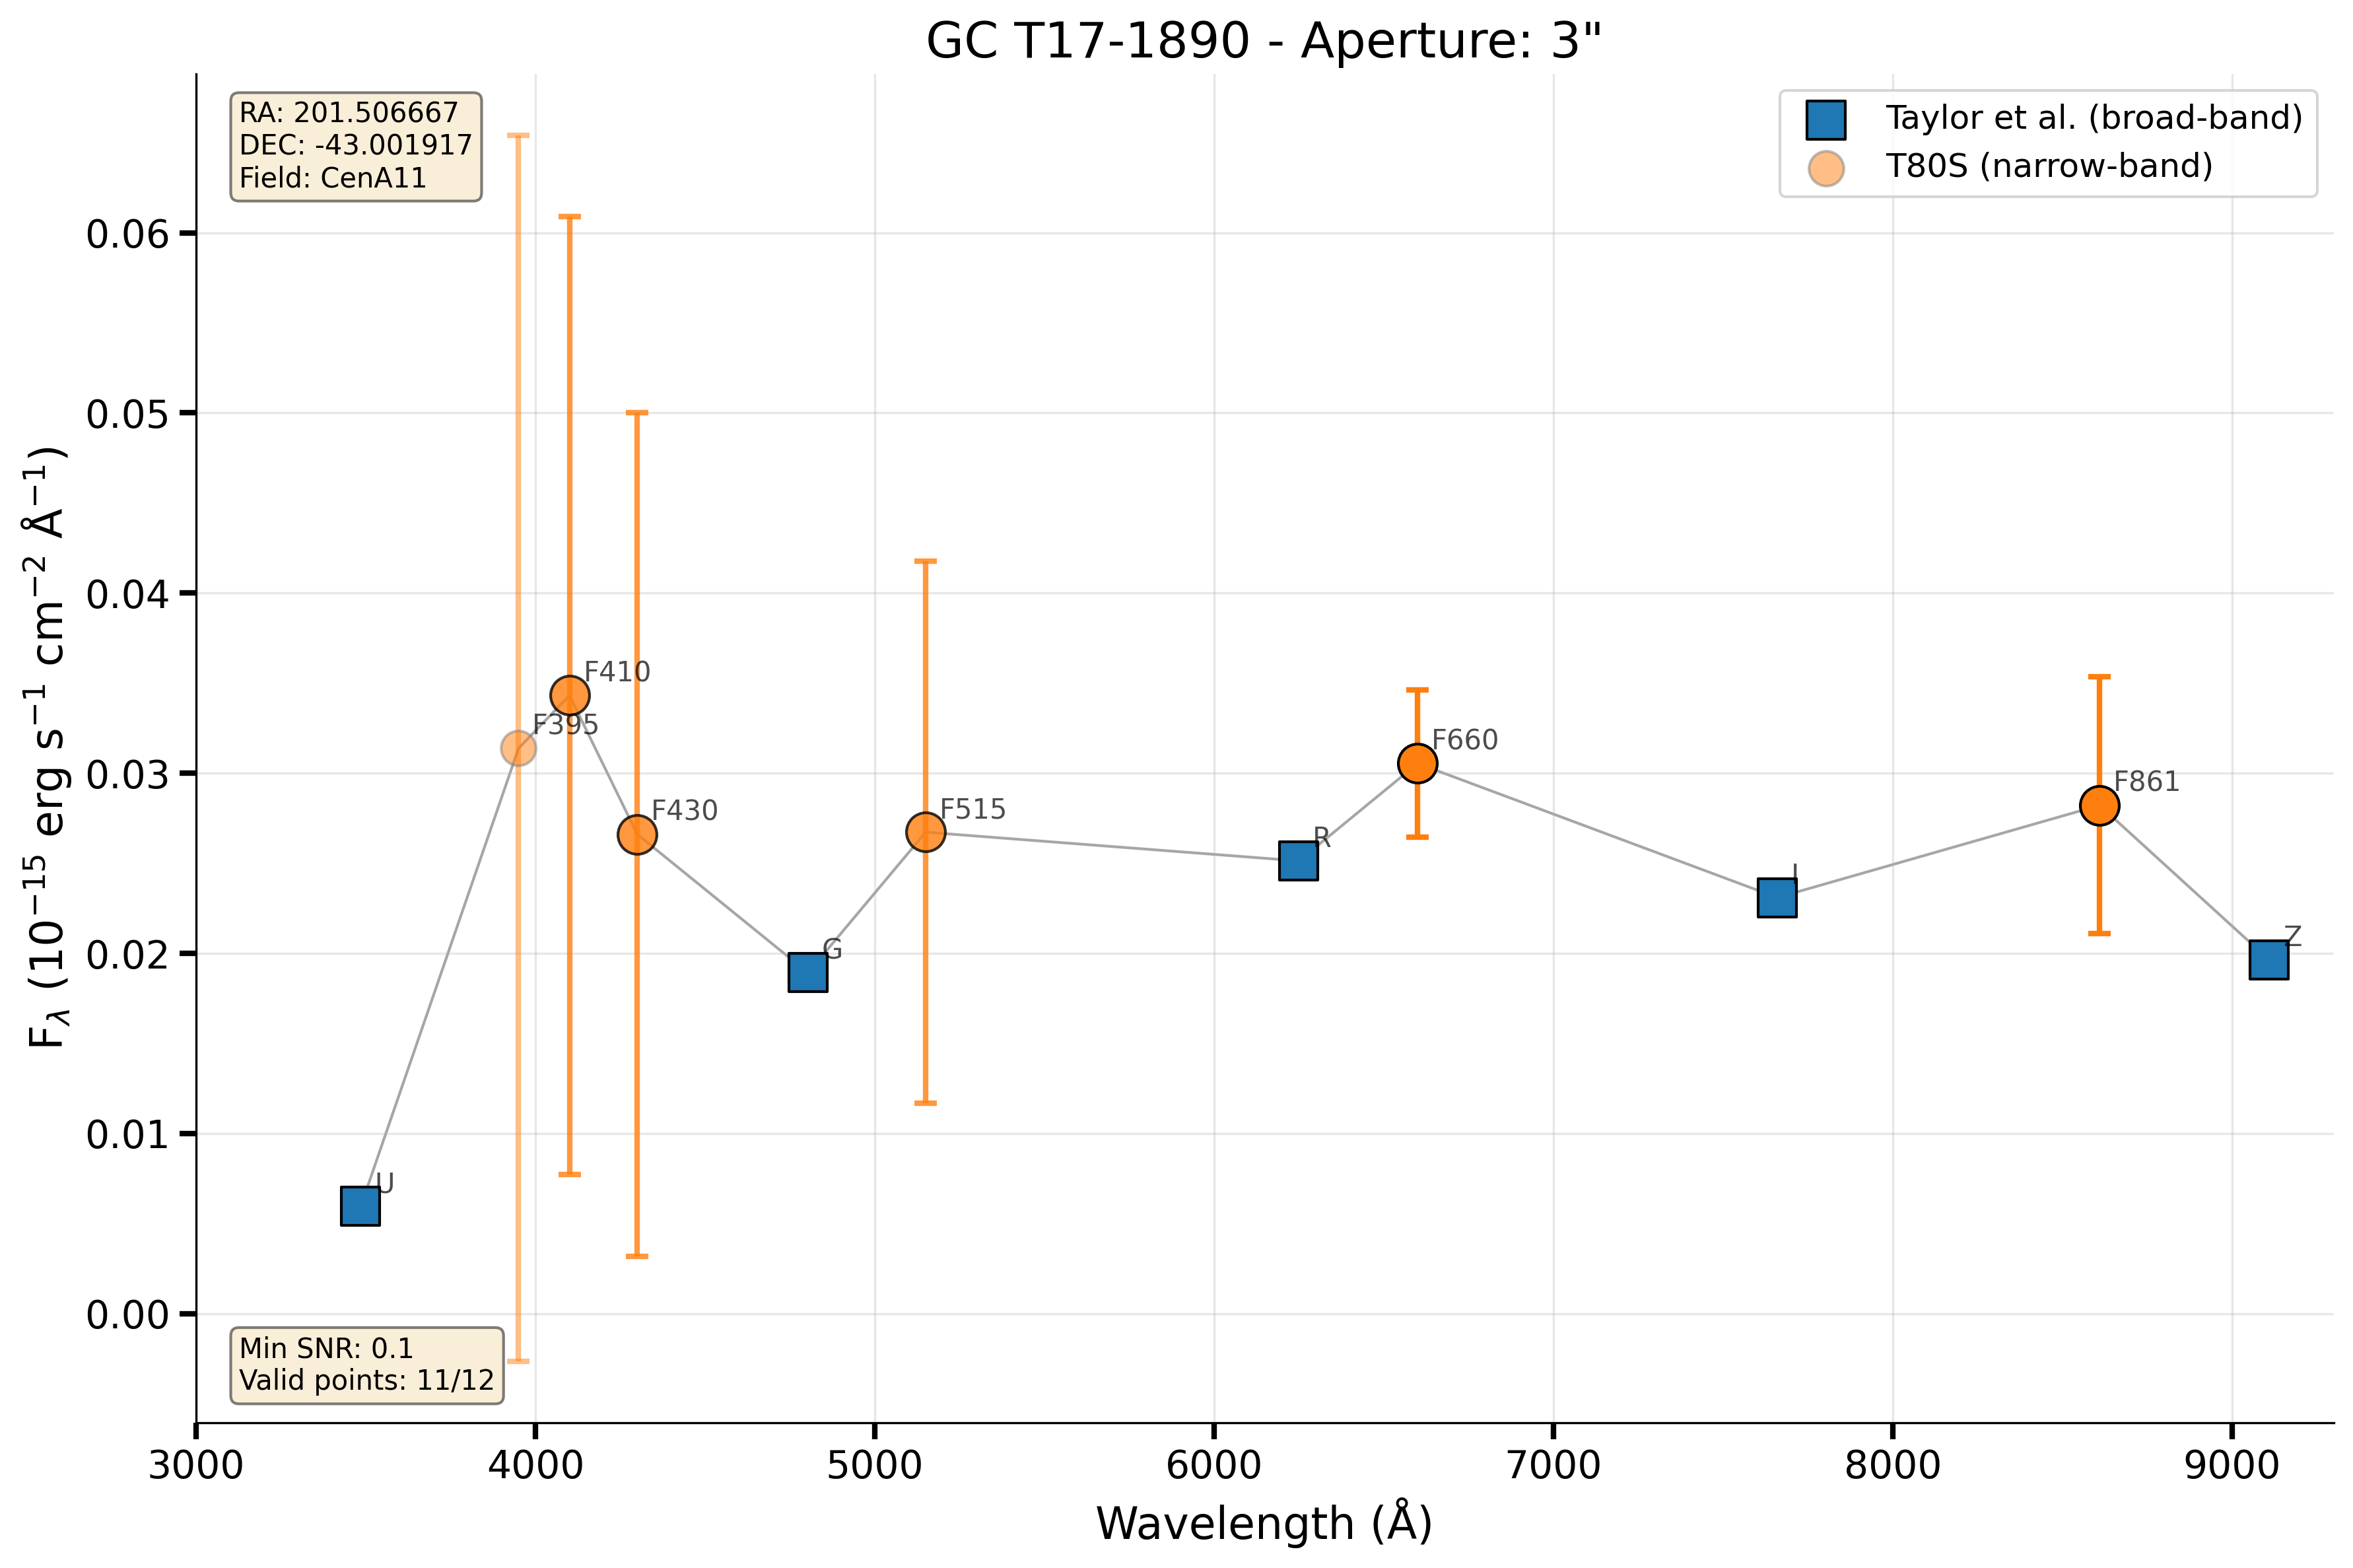 GC T17-1890 - Aperture: 3"
RA: 201.506667
DEC: -43.001917
Field: CenA11
Taylor et al. (broad-band)
T80S (narrow-band)
0.06
0.05
0.04
0.03
0.02
0.01
0.00
F_λ (10⁻¹⁵ erg s⁻¹ cm⁻² Å⁻¹)
U
F395
F410
F430
G
F515
R
F660
I
F861
Z
Min SNR: 0.1
Valid points: 11/12
3000 4000 5000 6000 7000 8000 9000
Wavelength (Å)